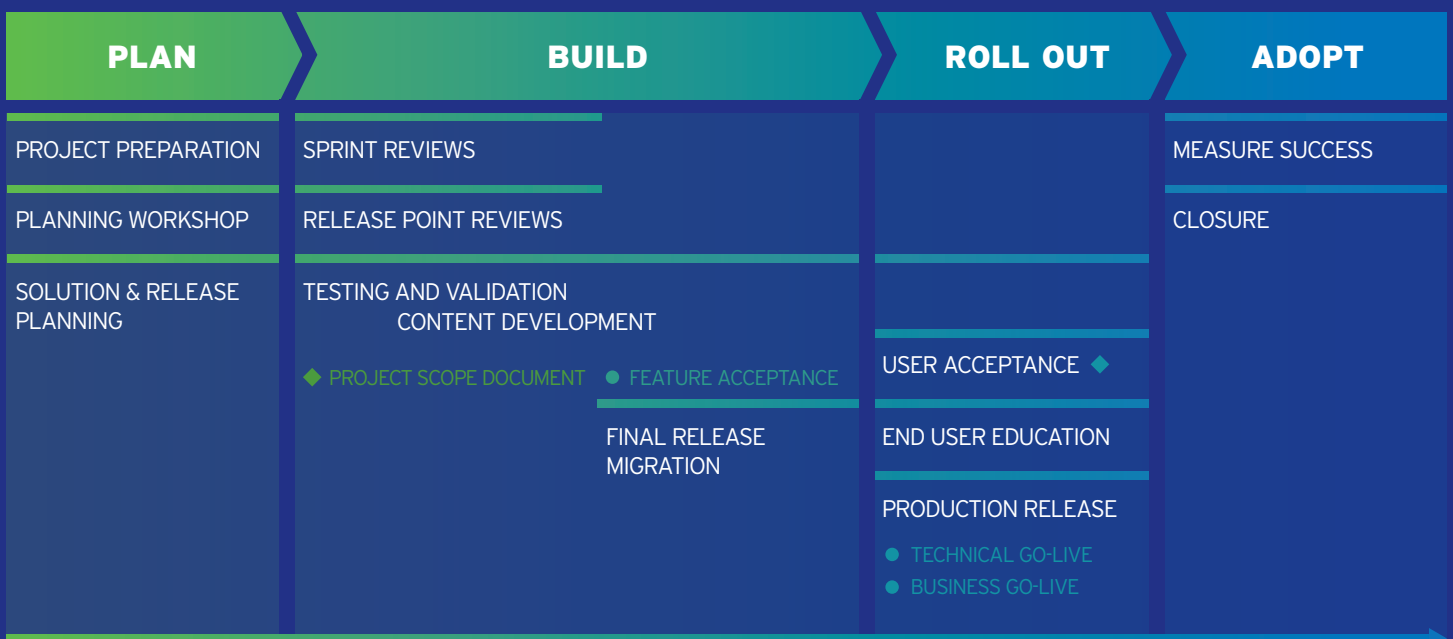 PLAN
BUILD
ROLL OUT
ADOPT
PROJECT PREPARATION
PLANNING WORKSHOP
SOLUTION & RELEASE
PLANNING
SPRINT REVIEWS
RELEASE POINT REVIEWS
TESTING AND VALIDATION
CONTENT DEVELOPMENT
PROJECT SCOPE DOCUMENT
FEATURE ACCEPTANCE
FINAL RELEASE
MIGRATION
USER ACCEPTANCE
END USER EDUCATION
PRODUCTION RELEASE
TECHNICAL GO-LIVE
BUSINESS GO-LIVE
MEASURE SUCCESS
CLOSURE